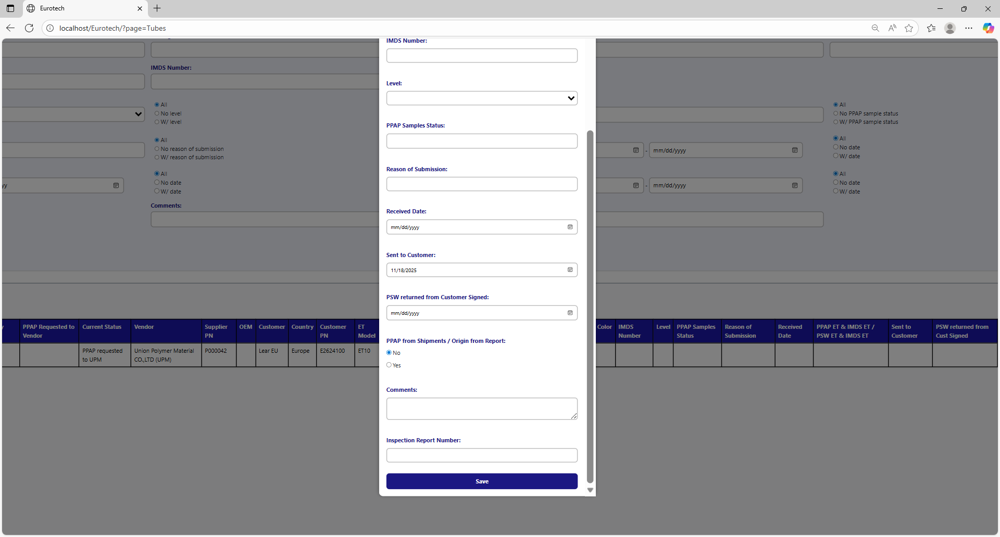 Eurotech
localhost/Eurotech/?page=Tubes
IMDS Number:
All
No level
W/ level
All
No reason of submission
W/ reason of submission
yy
All
No date
W/ date
Comments:
IMDS Number:
Level:
PPAP Samples Status:
Reason of Submission:
Received Date:
mm/dd/yyyy
Sent to Customer:
11/18/2025
PSW returned from Customer Signed:
mm/dd/yyyy
PPAP from Shipments / Origin from Report:
No
Yes
Comments:
Inspection Report Number:
Save
All
No PPAP sample status
W/ PPAP sample status
- mm/dd/yyyy
All
No date
W/ date
- mm/dd/yyyy
All
No date
W/ date
PPAP Requested to Vendor
Current Status
Vendor
Supplier PN
OEM
Customer
Country
Customer PN
ET Model
Color
IMDS Number
Level
PPAP Samples Status
Reason of Submission
Received Date
PPAP ET & IMDS ET / PSW ET & IMDS ET
Sent to Customer
PSW returned from Cust Signed
PPAP requested to UPM
Union Polymer Material CO.,LTD (UPM)
P000042
Lear EU
Europe
E2624100
ET10